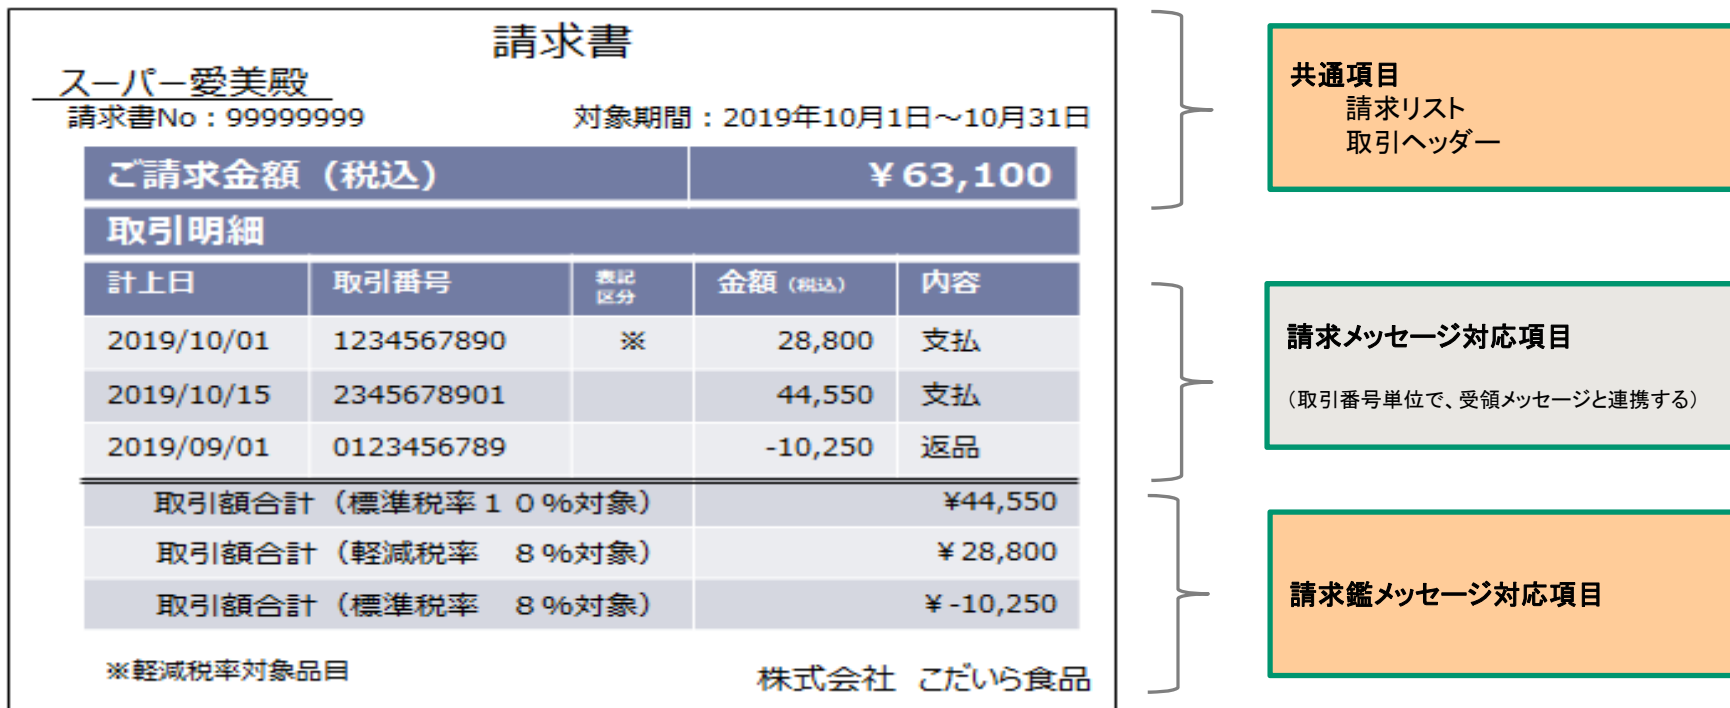 請求書
スーパー愛美殿
請求書No：99999999 対象期間：2019年10月1日～10月31日
ご請求金額（税込） ￥63,100
取引明細
計上日 取引番号 表記区分 金額（税込） 内容
2019/10/01 1234567890 ※ 28,800 支払
2019/10/15 2345678901 44,550 支払
2019/09/01 0123456789 -10,250 返品
取引額合計（標準税率１０％対象） ¥44,550
取引額合計（軽減税率　８％対象） ￥28,800
取引額合計（標準税率　８％対象） ￥-10,250
※軽減税率対象品目
株式会社　こだいら食品
共通項目
請求リスト
取引ヘッダー
請求メッセージ対応項目
（取引番号単位で、受領メッセージと連携する）
請求鑑メッセージ対応項目